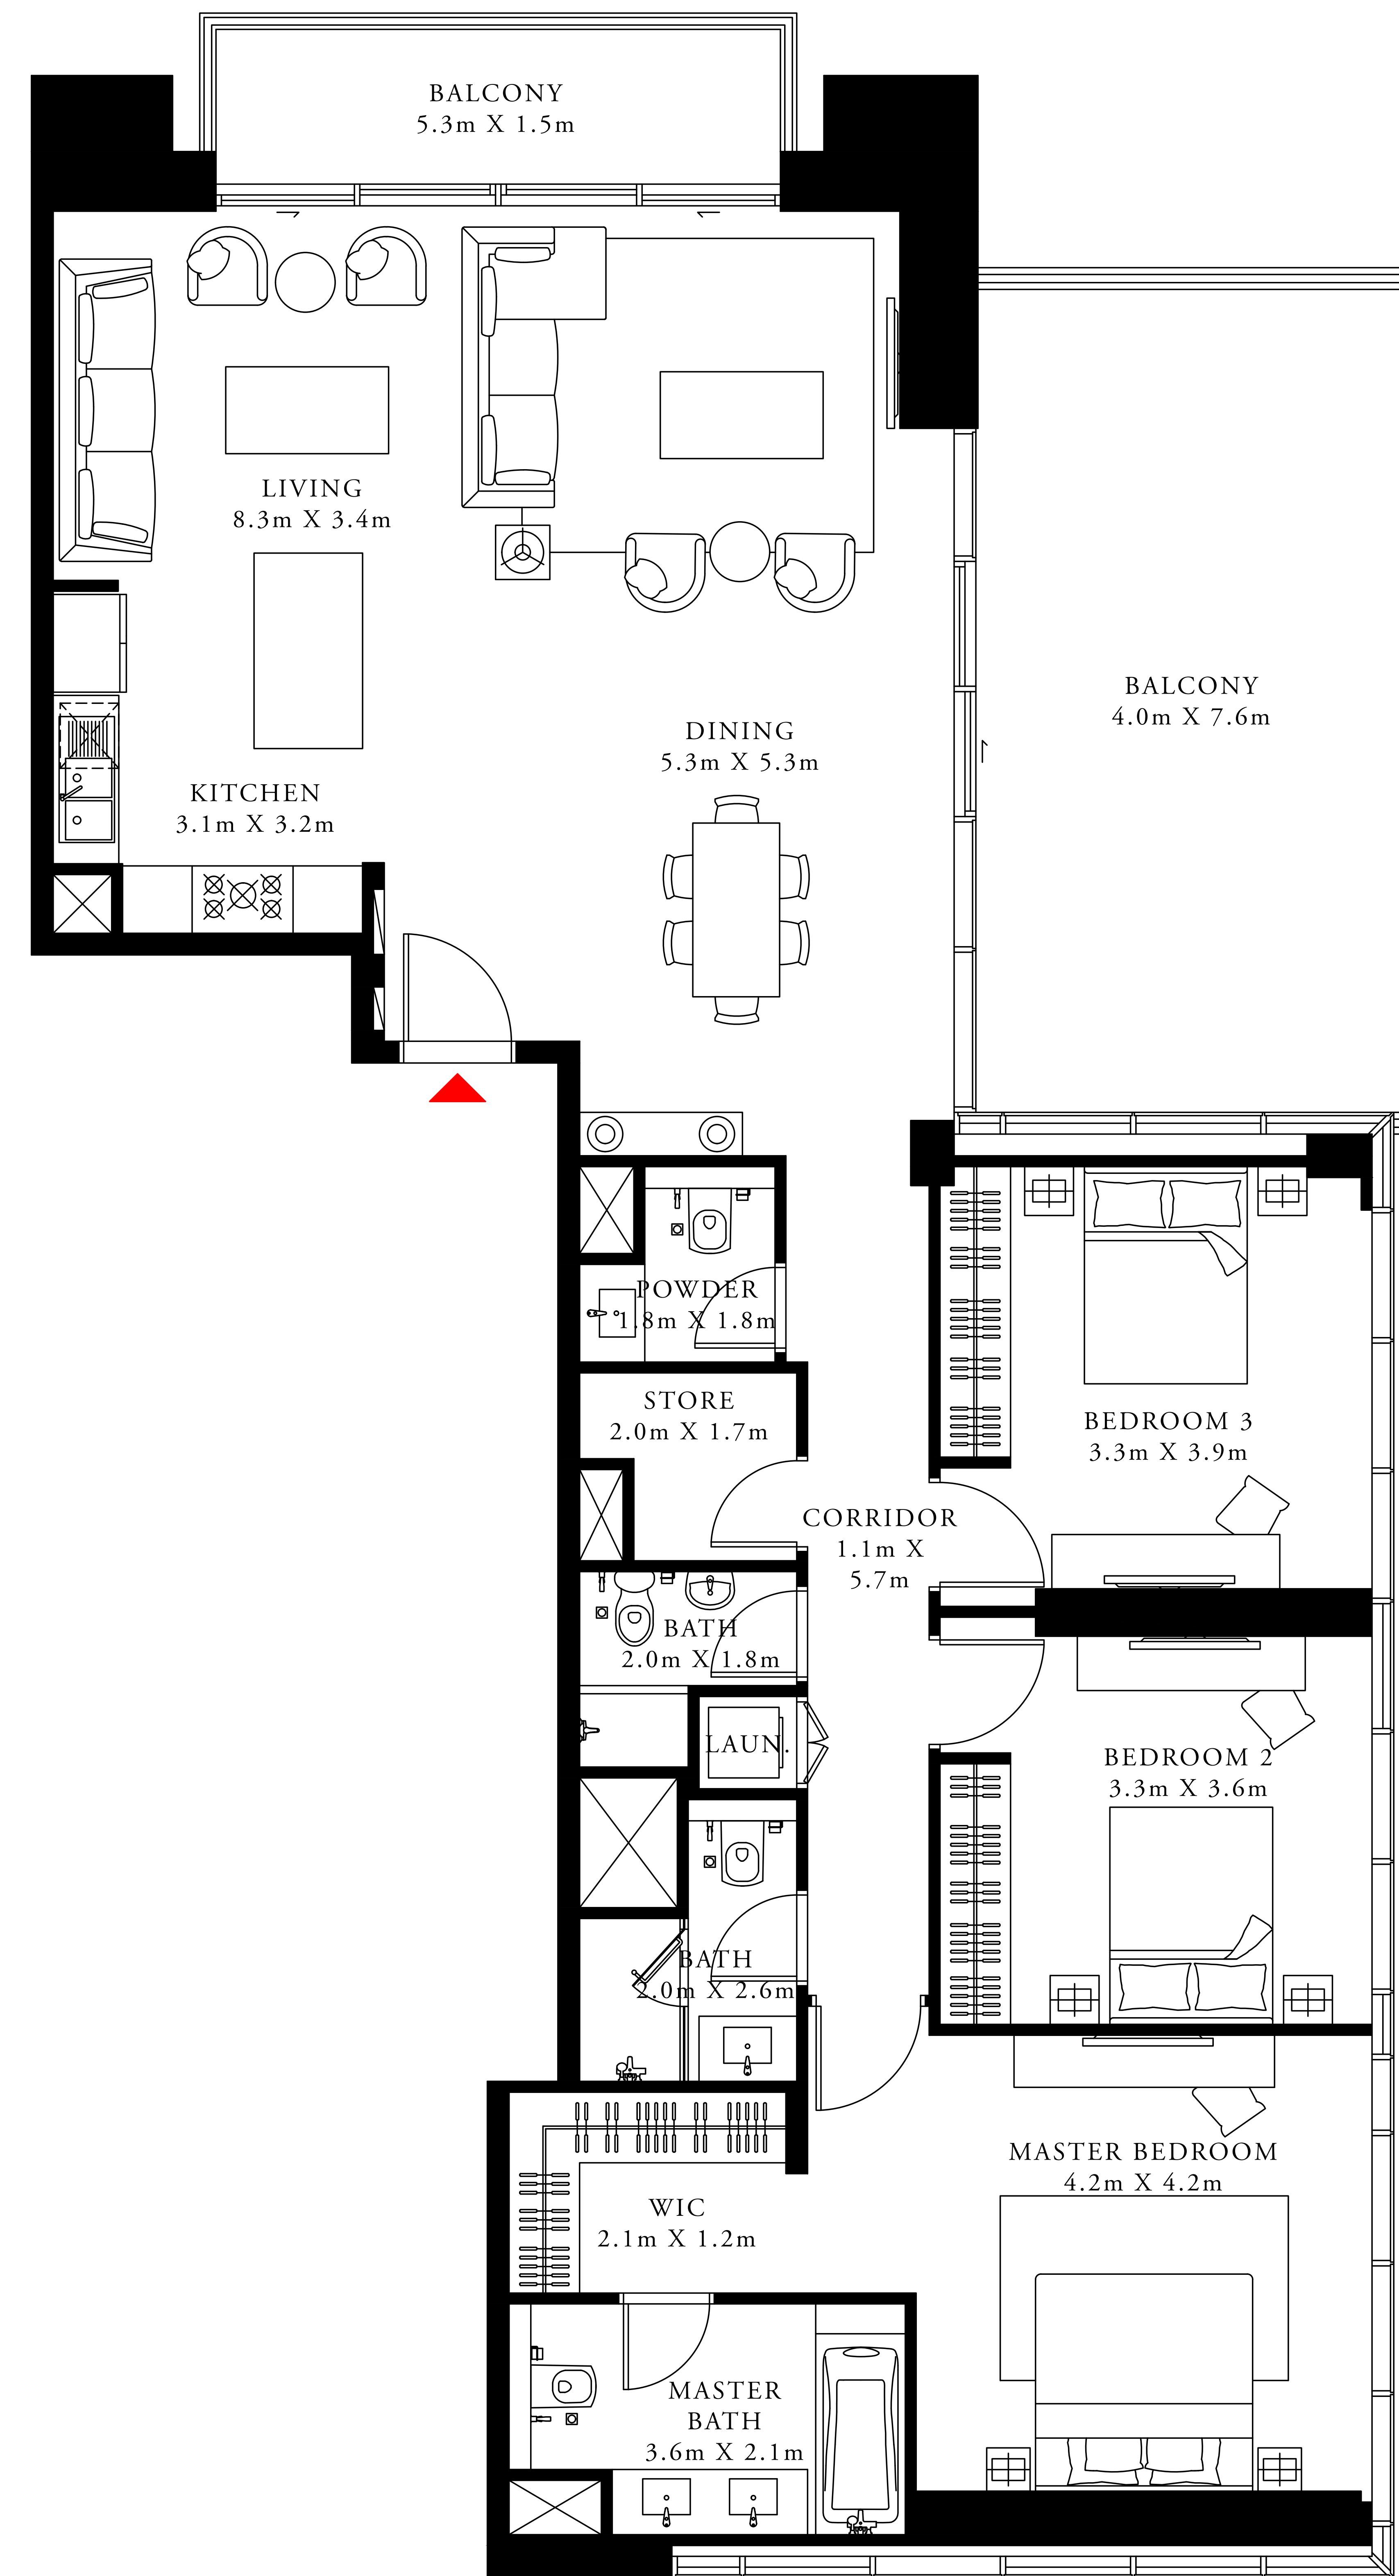 BALCONY
5.3m X 1.5m
LIVING
8.3m X 3.4m
BALCONY
4.0m X 7.6m
DINING
5.3m X 5.3m
KITCHEN
3.1m X 3.2m
POWDER
1.8m X 1.8m
STORE
2.0m X 1.7m
BEDROOM 3
3.3m X 3.9m
CORRIDOR
1.1m X
5.7m
BATH
2.0m X 1.8m
LAUN.
BEDROOM 2
3.3m X 3.6m
BATH
2.0m X 2.6m
MASTER BEDROOM
4.2m X 4.2m
WIC
2.1m X 1.2m
MASTER
BATH
3.6m X 2.1m